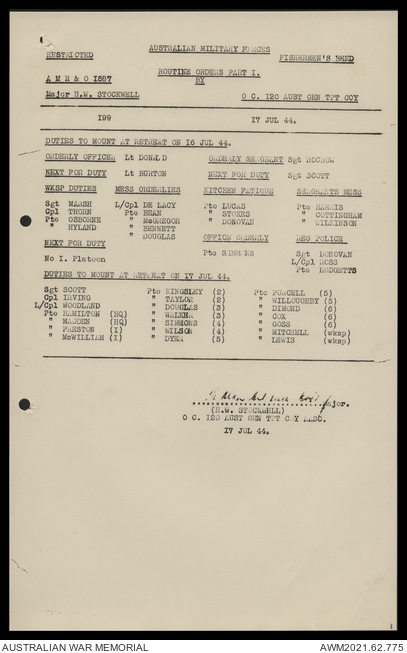 RESTRICTED
AUSTRALIAN MILITARY FORCES
FISHERMEN'S BEND
A M R & O 1887
ROUTINE ORDERS PART I.
BY
Major H.W. STOCKWELL
O C. 120 AUST GEN TPT COY
199
17 JUL 44.
DUTIES TO MOUNT AT RETREAT ON 16 JUL 44.
ORDERLY OFFICER Lt DONALD ORDERLY SERGEANT Sgt ROCHOW
NEXT FOR DUTY Lt BURTON NEXT FOR DUTY Sgt SCOTT
WKSP DUTIES MESS ORDERLIES KITCHEN FATIGUE SERGEANTS MESS
Sgt MARSH L/Cpl DE LACY Pte LUCAS Pte HARRIS
Cpl THORN Pte BEAN " STOKES " COTTINGHAM
Pte OSBORNE " McGREGOR " DONOVAN " WILKINSON
" HYLAND " BENNETT
" DOUGLAS OFFICE ORDERLY REG POLICE
NEXT FOR DUTY
No I. Platoon Pte Sgt DONOVAN
L/Cpl ROSS
Pte HODGETTS
DUTIES TO MOUNT AT RETREAT ON 17 JUL 44.
Sgt SCOTT Pte KINGSLEY (2) Pte PURCELL (5)
Cpl IRVING " TAYLOR (2) " WILLOUGHBY (5)
L/Cpl WOODLAND " DOUGLAS (3) " DIMOND (6)
Pte HAMILTON (HQ) " WALKER (3) " COX (6)
" MADDEN (HQ) " SIMMONS (4) " GOSS (6)
" PRESTON (I) " WILSON (4) " MITCHELL (wksp)
" McWILLIAM (I) " DYER (5) " LEWIS (wksp)
Major.
(H.W. STOCKWELL)
O C. 120 AUST GEN TPT COY AASC.
17 JUL 44.
AUSTRALIAN WAR MEMORIAL
AWM2021.62.775